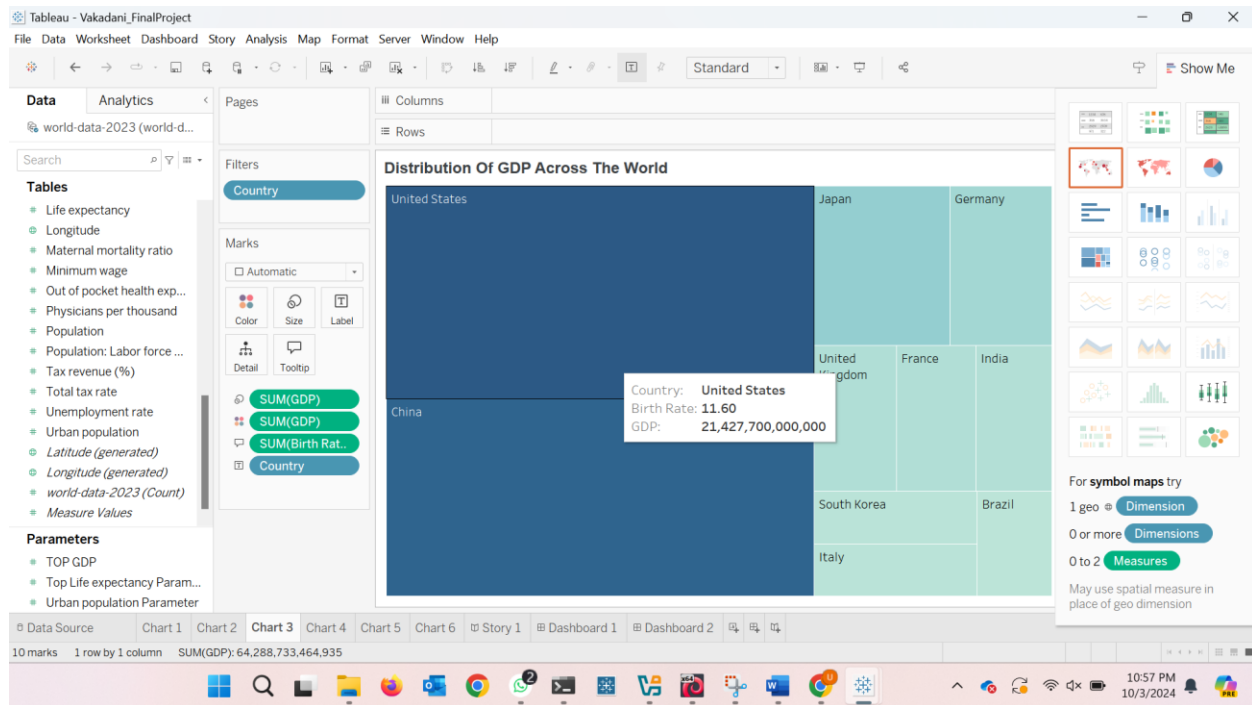 Tableau - Vakadani_FinalProject
File Data Worksheet Dashboard Story Analysis Map Format Server Window Help
Standard
Show Me
Data Analytics
world-data-2023 (world-d...
Search
Tables
Life expectancy
Longitude
Maternal mortality ratio
Minimum wage
Out of pocket health exp...
Physicians per thousand
Population
Population: Labor force ...
Tax revenue (%)
Total tax rate
Unemployment rate
Urban population
Latitude (generated)
Longitude (generated)
world-data-2023 (Count)
Measure Values
Parameters
TOP GDP
Top Life expectancy Param...
Urban population Parameter
Pages
Filters
Country
Marks
Automatic
Color Size Label
Detail Tooltip
SUM(GDP)
SUM(GDP)
SUM(Birth Rat..
Country
Columns
Rows
Distribution Of GDP Across The World
United States
China
Japan
Germany
United
Kingdom
France
India
South Korea
Brazil
Italy
Country: United States
Birth Rate: 11.60
GDP: 21,427,700,000,000
For symbol maps try
1 geo Dimension
0 or more Dimensions
0 to 2 Measures
May use spatial measure in
place of geo dimension
Data Source Chart 1 Chart 2 Chart 3 Chart 4 Chart 5 Chart 6 Story 1 Dashboard 1 Dashboard 2
10 marks 1 row by 1 column SUM(GDP): 64,288,733,464,935
2
10:57 PM
10/3/2024
PRE